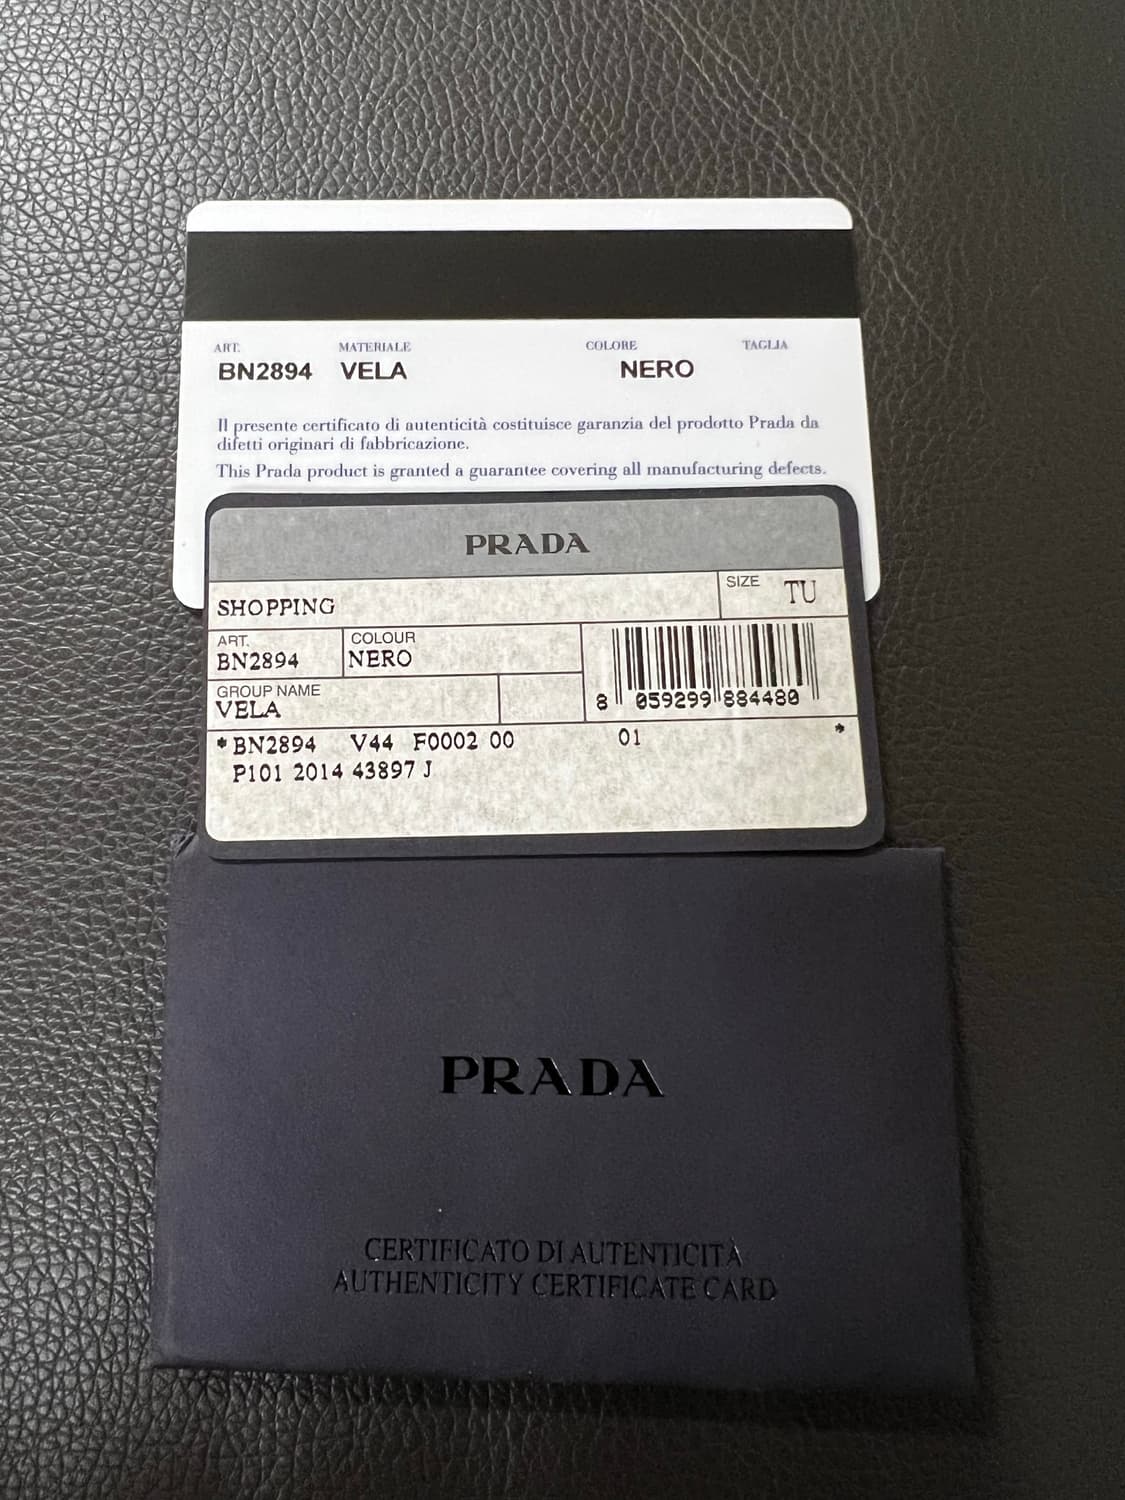 ART. MATERIALE COLORE TAGLIA
BN2894 VELA NERO
Il presente certificato di autenticità costituisce garanzia del prodotto Prada da
difetti originari di fabbricazione.
This Prada product is granted a guarantee covering all manufacturing defects.
PRADA
SHOPPING
SIZE TU
ART. COLOUR
BN2894 NERO
GROUP NAME
VELA
8 059299 884480
*BN2894 V44 F0002 00 01 *
P101 2014 43897 J
PRADA
CERTIFICATO DI AUTENTICITÀ
AUTHENTICITY CERTIFICATE CARD